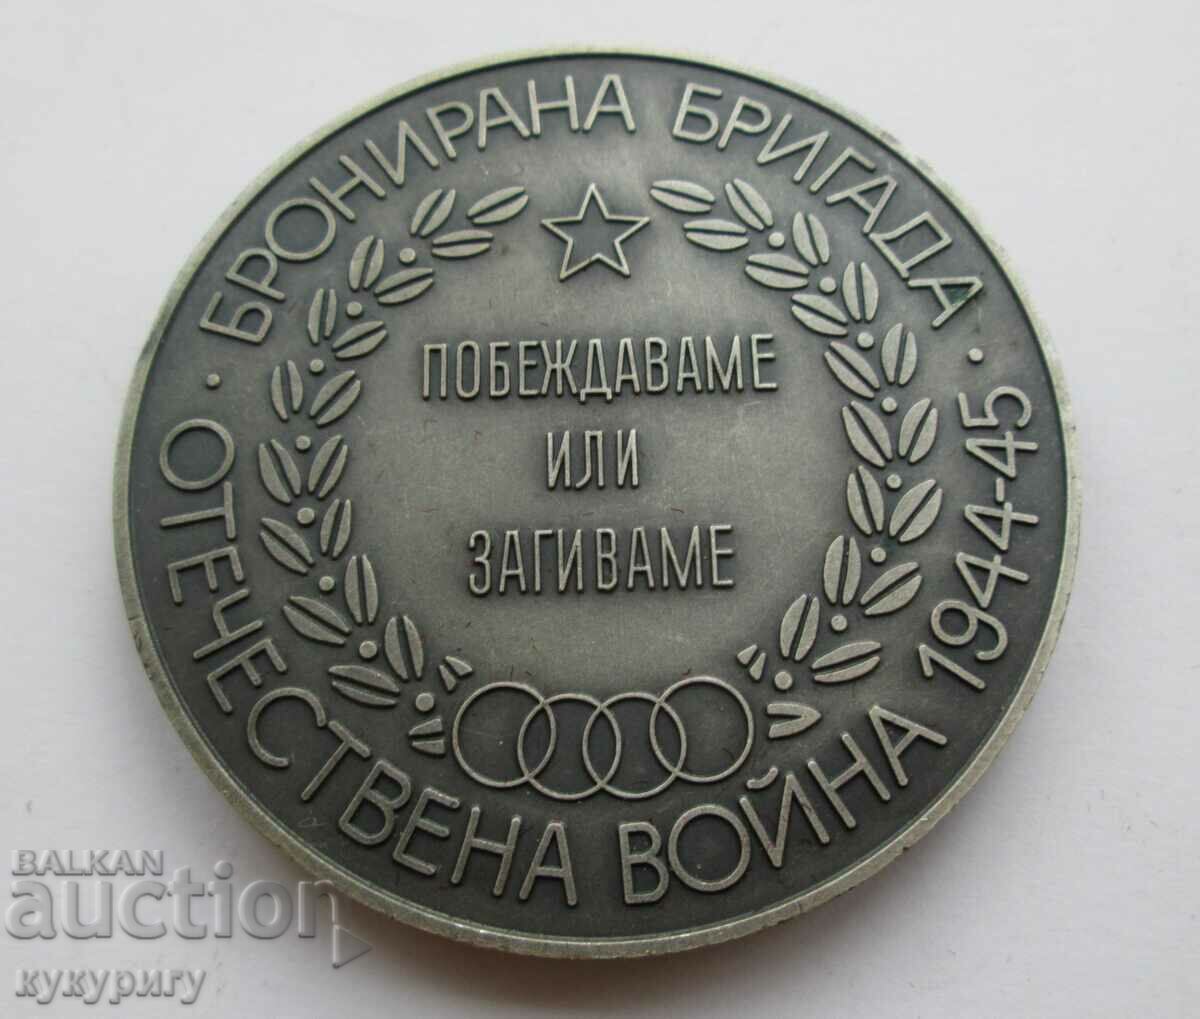 БРОНИРАНА БРИГАДА
ПОБЕЖДАВАМЕ
ИЛИ
ЗАГИВАМЕ
· ОТЕЧЕСТВЕНА ВОЙНА 1944-45 ·
BALKAN
auction
кукуригу